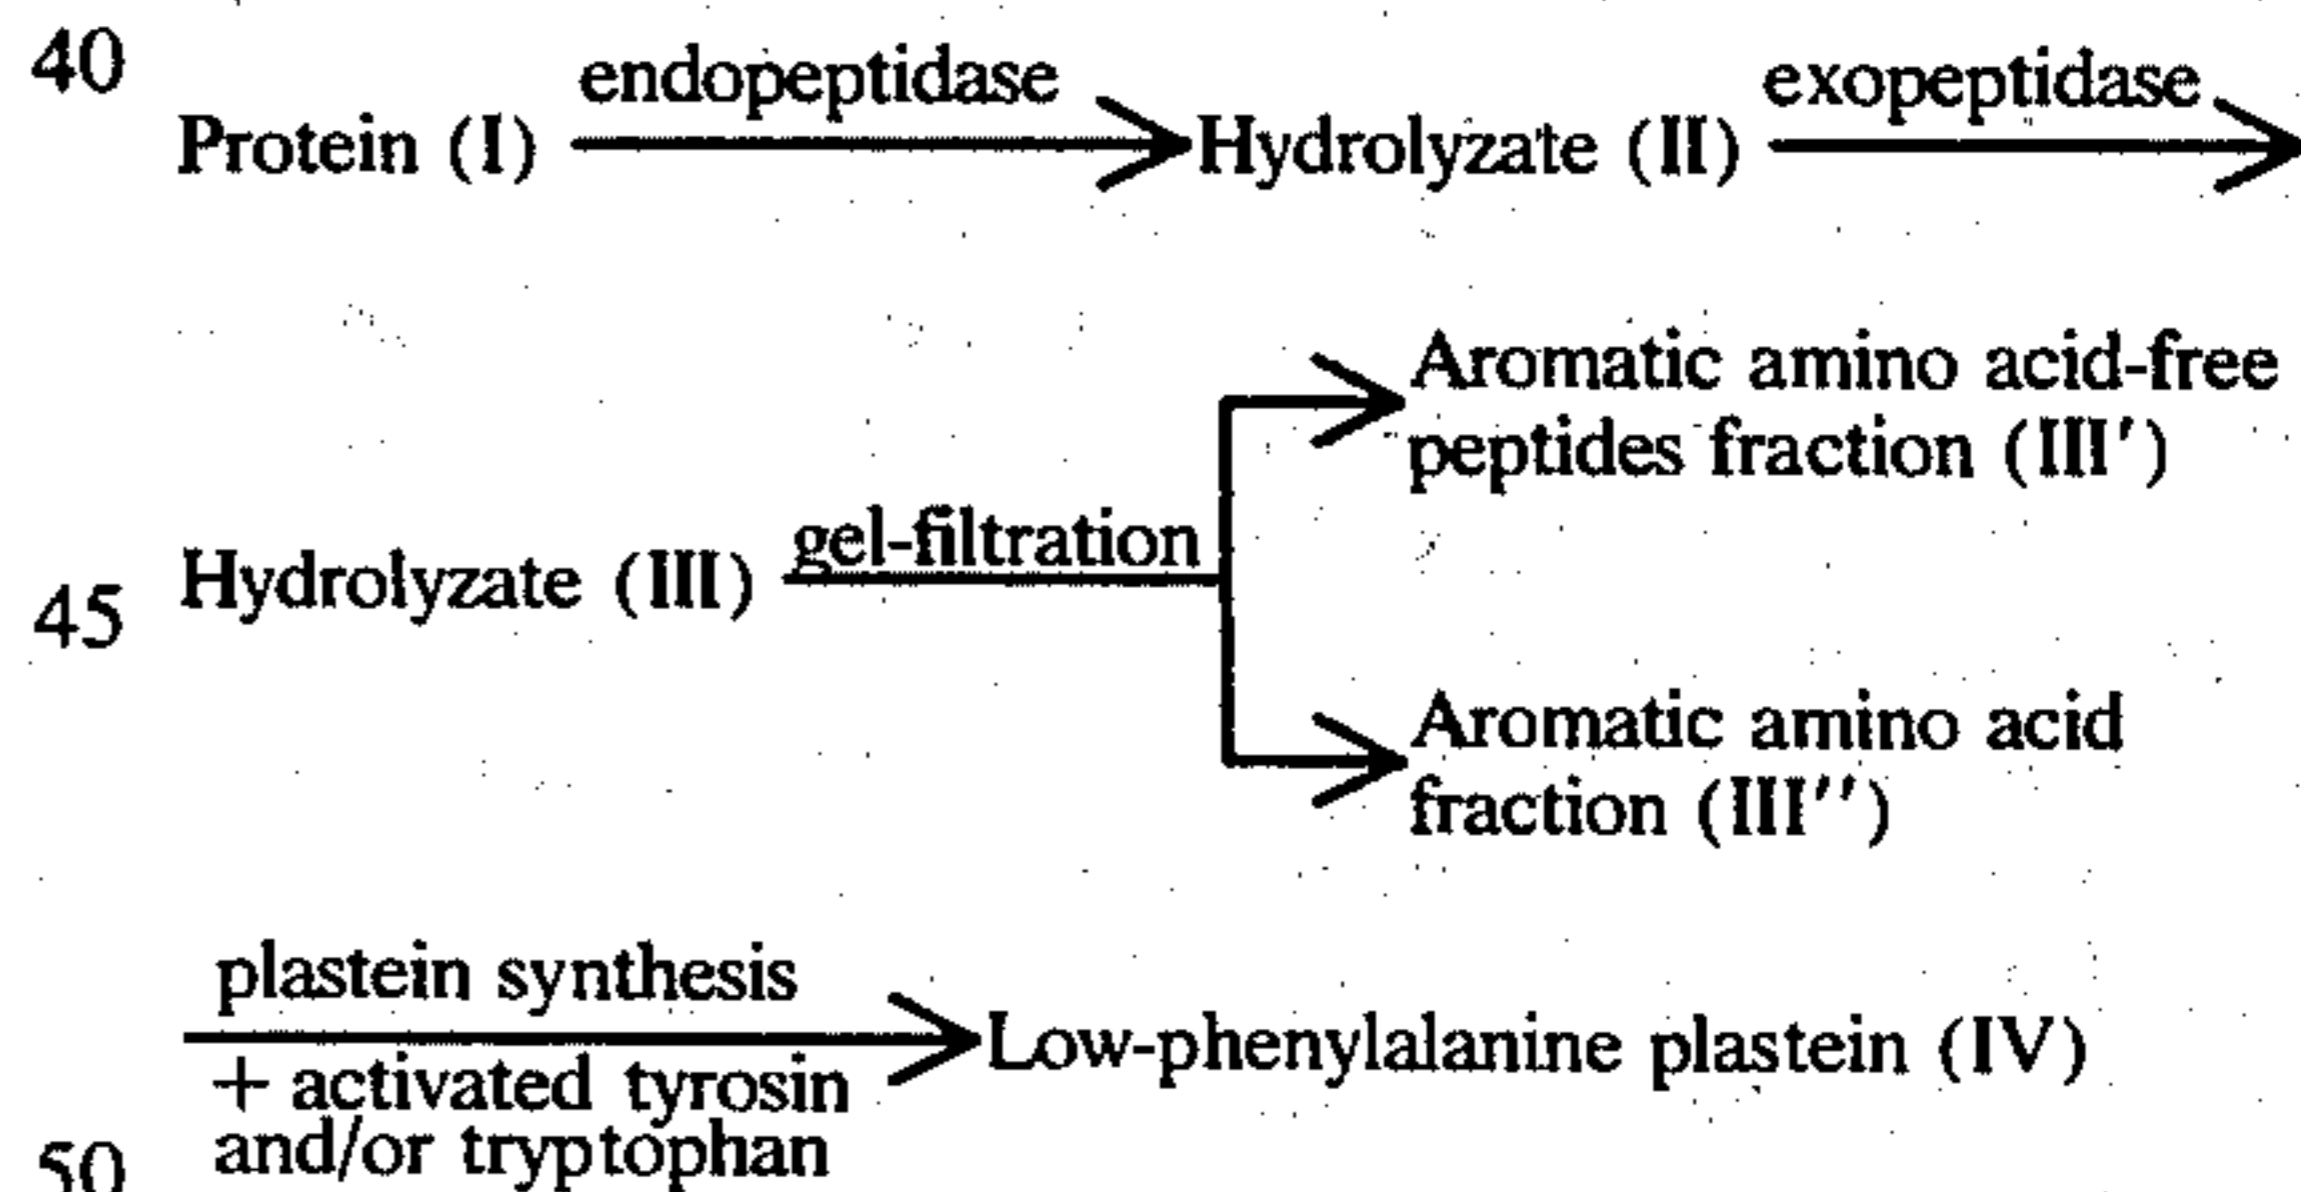 40
endopeptidase exopeptidase
Protein (I) Hydrolyzate (II)
Aromatic amino acid-free
peptides fraction (III′)
gel-filtration
45 Hydrolyzate (III)
Aromatic amino acid
fraction (III″)
plastein synthesis
Low-phenylalanine plastein (IV)
+ activated tyrosin
50 and/or tryptophan